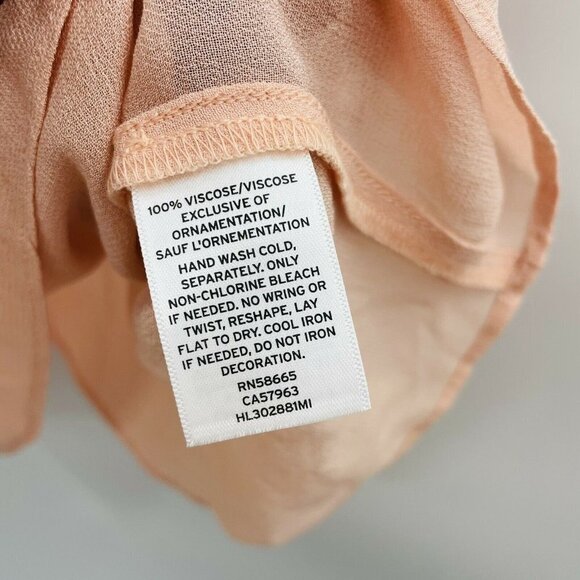 100% VISCOSE/VISCOSE
EXCLUSIVE OF
ORNAMENTATION/
SAUF L'ORNEMENTATION
HAND WASH COLD,
SEPARATELY. ONLY
NON-CHLORINE BLEACH
IF NEEDED. NO WRING OR
TWIST, RESHAPE, LAY
FLAT TO DRY. COOL IRON
IF NEEDED, DO NOT IRON
DECORATION.
RN58665
CA57963
HL302881MI